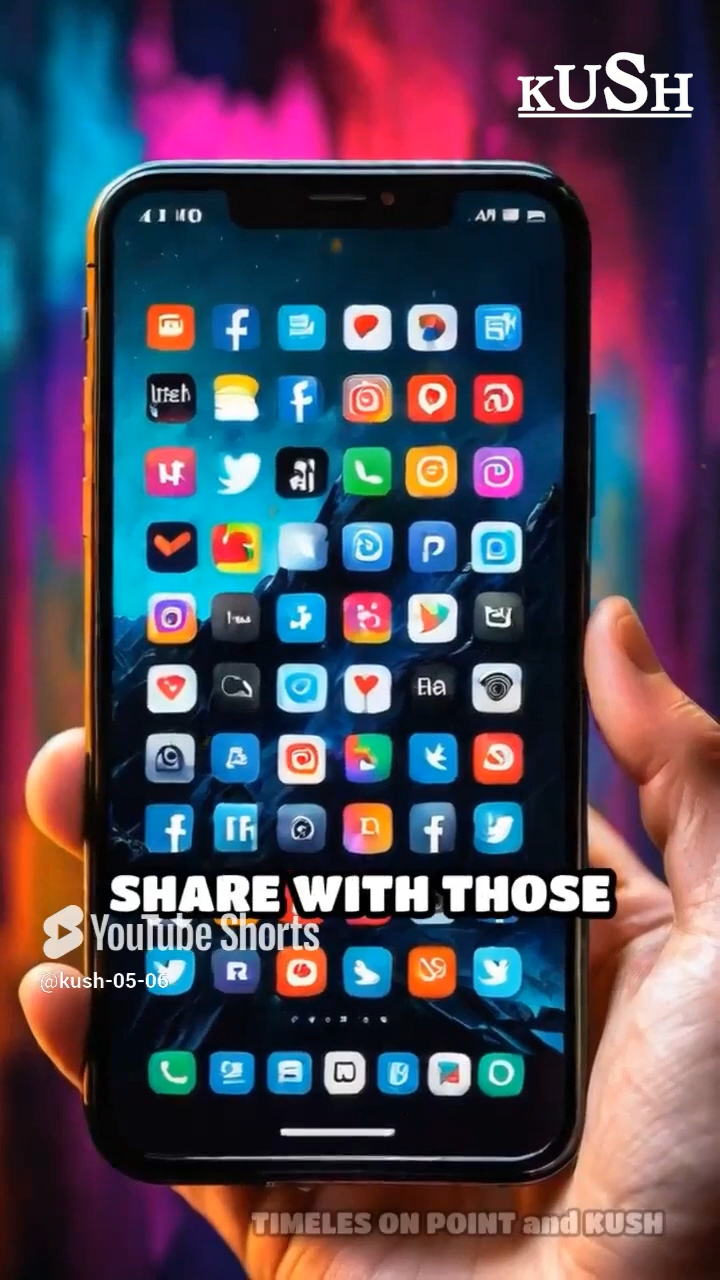 KUSH
SHARE WITH THOSE
YouTube Shorts
@kush-05-06
TIMELES ON POINT and KUSH